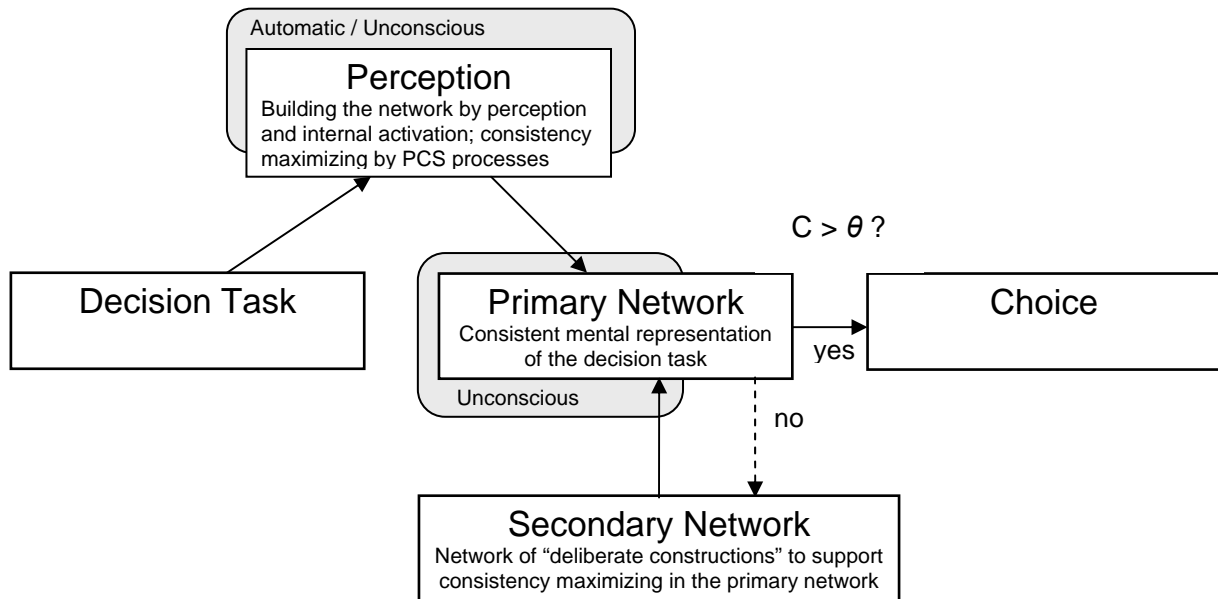 Automatic / Unconscious
Perception
Building the network by perception
and internal activation; consistency
maximizing by PCS processes
C > θ ?
Decision Task
Primary Network
Consistent mental representation
of the decision task
Unconscious
Choice
yes
no
Secondary Network
Network of “deliberate constructions” to support
consistency maximizing in the primary network